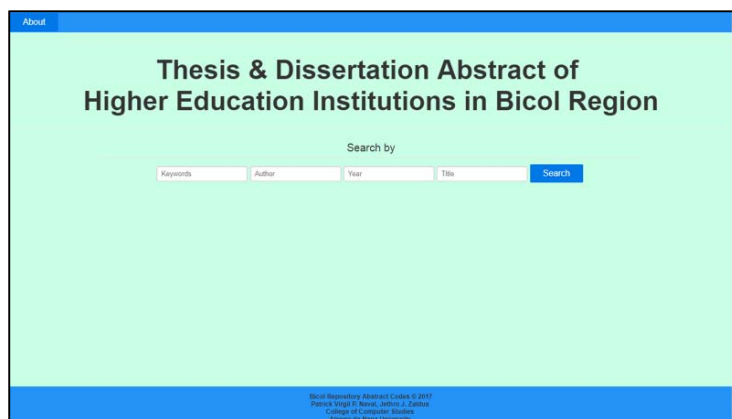 About
Thesis & Dissertation Abstract of
Higher Education Institutions in Bicol Region
Search by
Keywords
Author
Year
Title
Search
Bicol Repository Abstract Codes © 2017
Patrick Virgil P. Naval, Jethro J. Zaldua
College of Computer Studies